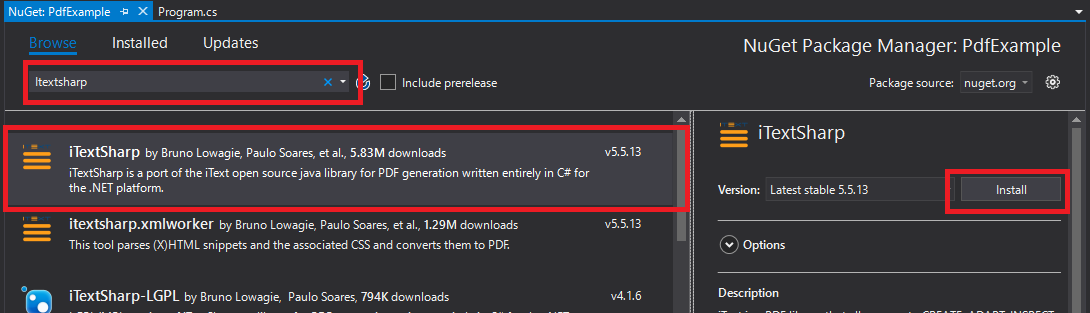 NuGet: PdfExample
Program.cs
Browse Installed Updates
NuGet Package Manager: PdfExample
Itextsharp
Include prerelease
Package source: nuget.org
iTextSharp by Bruno Lowagie, Paulo Soares, et al., 5.83M downloads
v5.5.13
iTextSharp is a port of the iText open source java library for PDF generation written entirely in C# for
the .NET platform.
itextsharp.xmlworker by Bruno Lowagie, Paulo Soares, et al., 1.29M downloads
v5.5.13
This tool parses (X)HTML snippets and the associated CSS and converts them to PDF.
iTextSharp-LGPL by Bruno Lowagie, Paulo Soares, 794K downloads
v4.1.6
iTextSharp
Version: Latest stable 5.5.13 Install
Options
Description